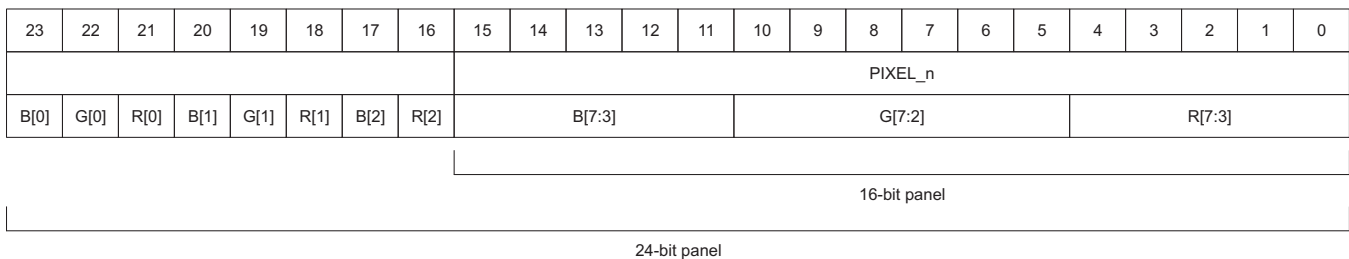 23 22 21 20 19 18 17 16 15 14 13 12 11 10 9 8 7 6 5 4 3 2 1 0
PIXEL_n
B[0] G[0] R[0] B[1] G[1] R[1] B[2] R[2] B[7:3] G[7:2] R[7:3]
16-bit panel
24-bit panel